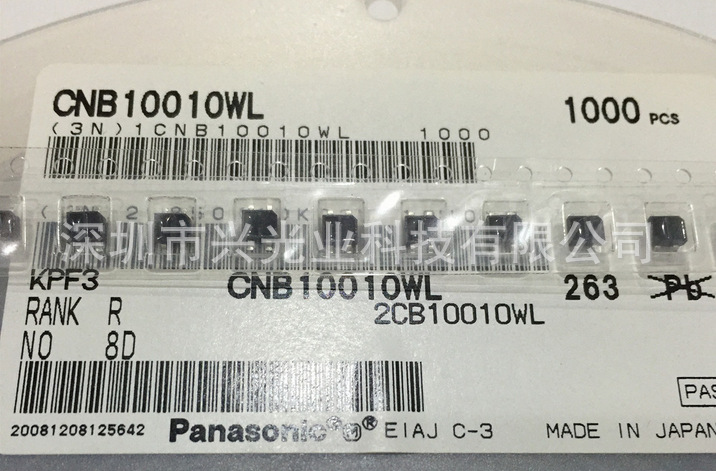 CNB10010WL 1000 PCS
(3N)1CNB10010WL 1000
深圳市兴光业科技有限公司
KPF3 CNB10010WL 263 Pb
RANK R 2CB10010WL
NO 8D
PAS
20081208125642 Panasonic® ® EIAJ C-3 MADE IN JAPAN